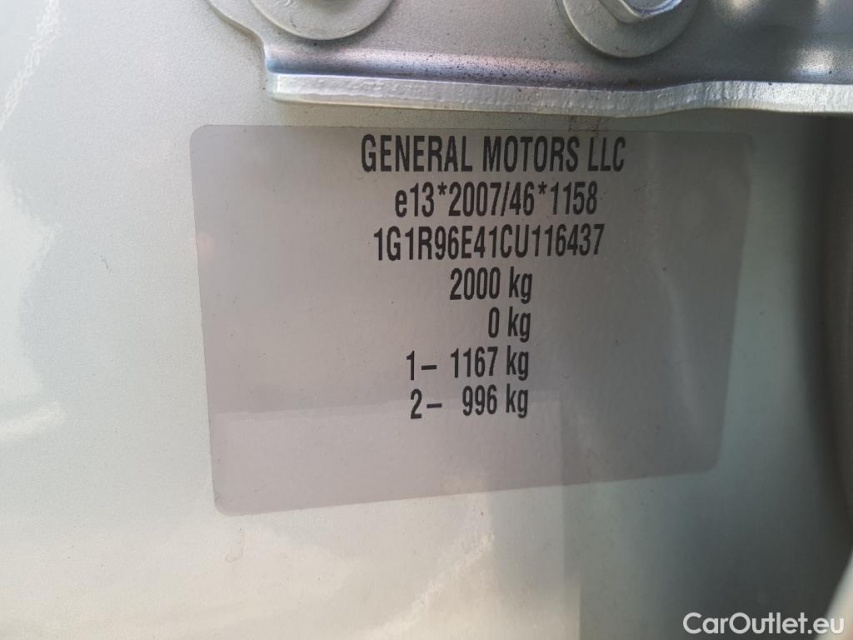 GENERAL MOTORS LLC
e13*2007/46*1158
1G1R96E41CU116437
2000 kg
0 kg
1- 1167 kg
2- 996 kg
CarOutlet.eu